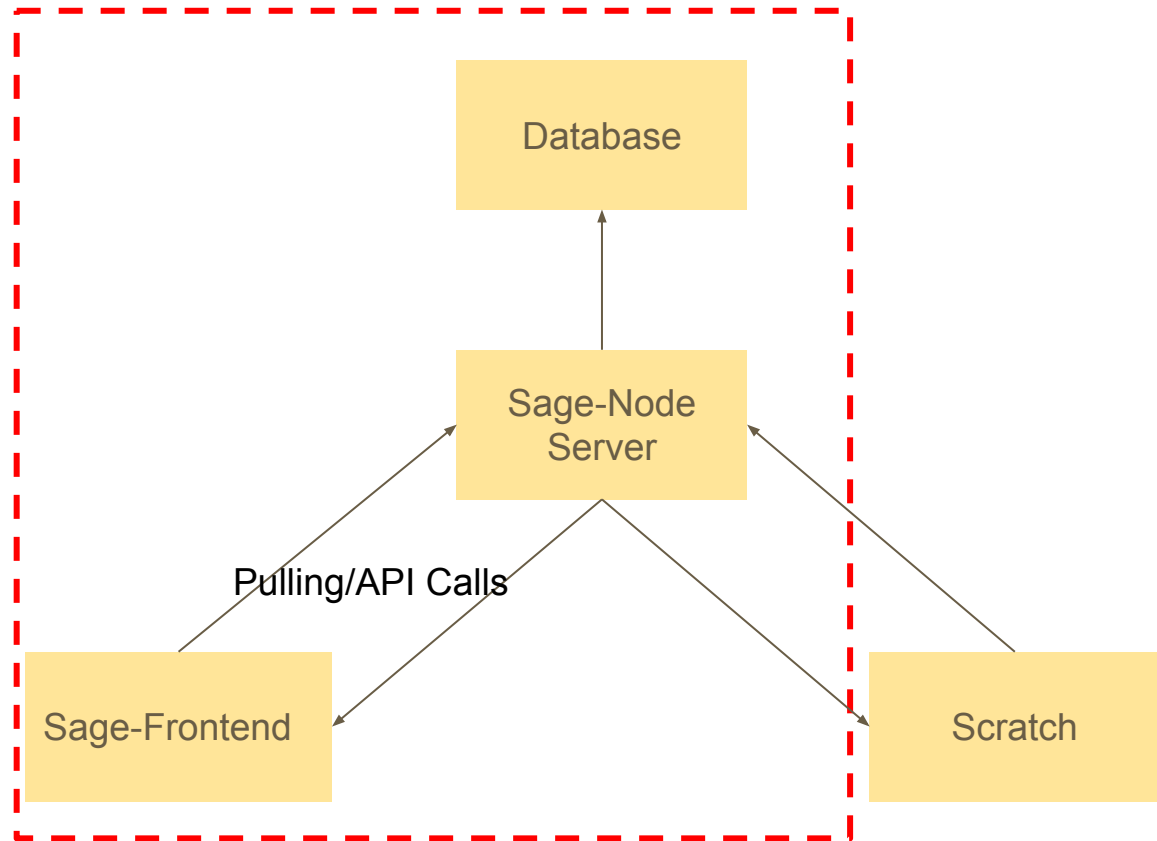 Database
Sage-Node
Server
Pulling/API Calls
Sage-Frontend
Scratch